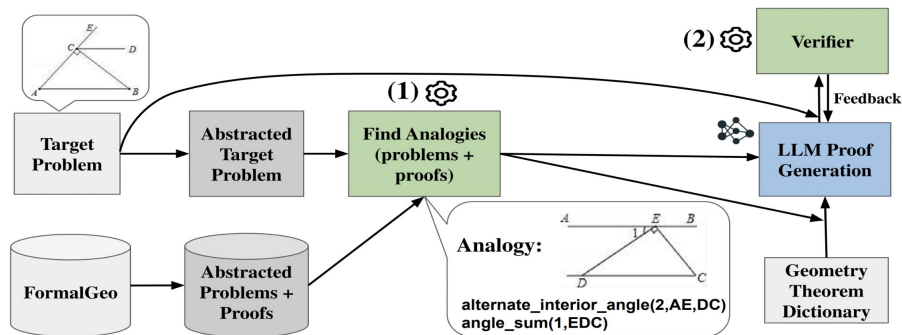 E
C
D
A
B
Target
Problem
Abstracted
Target
Problem
(1)
Find Analogies
(problems +
proofs)
(2)
Verifier
Feedback
LLM Proof
Generation
FormalGeo
Abstracted
Problems +
Proofs
Analogy:
A
E
B
1
D
C
alternate_interior_angle(2,AE,DC)
angle_sum(1,EDC)
Geometry
Theorem
Dictionary